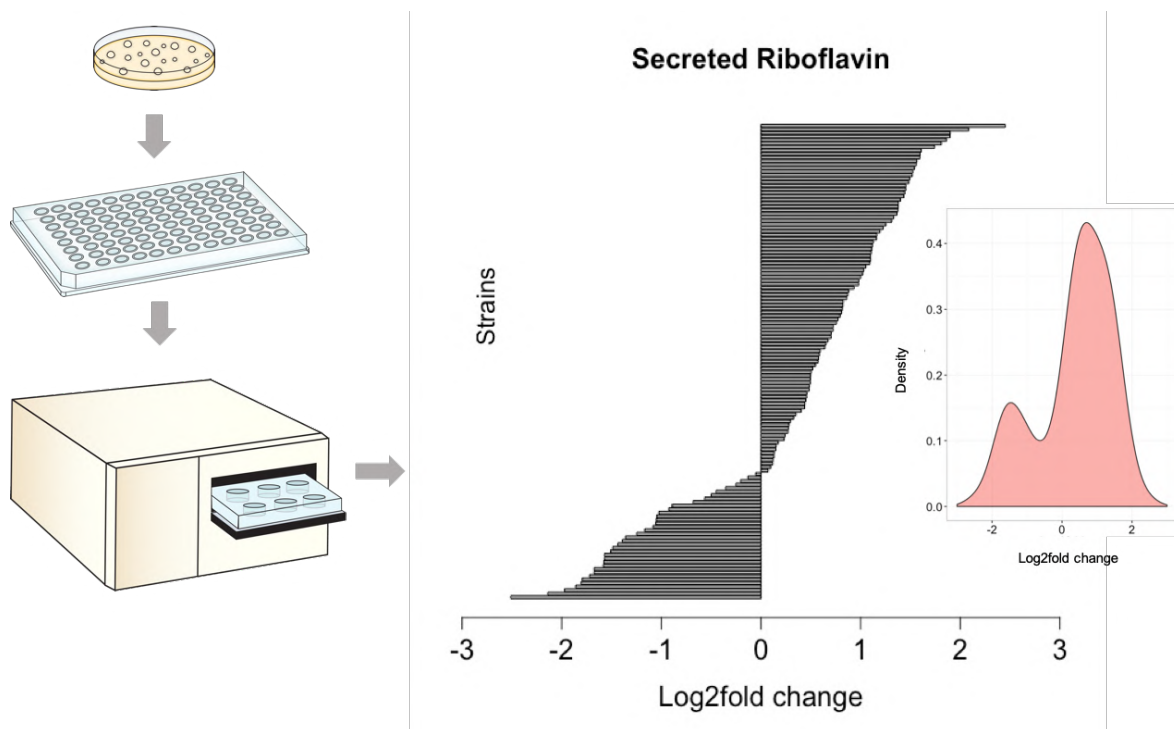 Secreted Riboflavin
Strains
-3 -2 -1 0 1 2 3
Log2fold change
Density
0.4
0.3
0.2
0.1
0.0
-2 0 2
Log2fold change